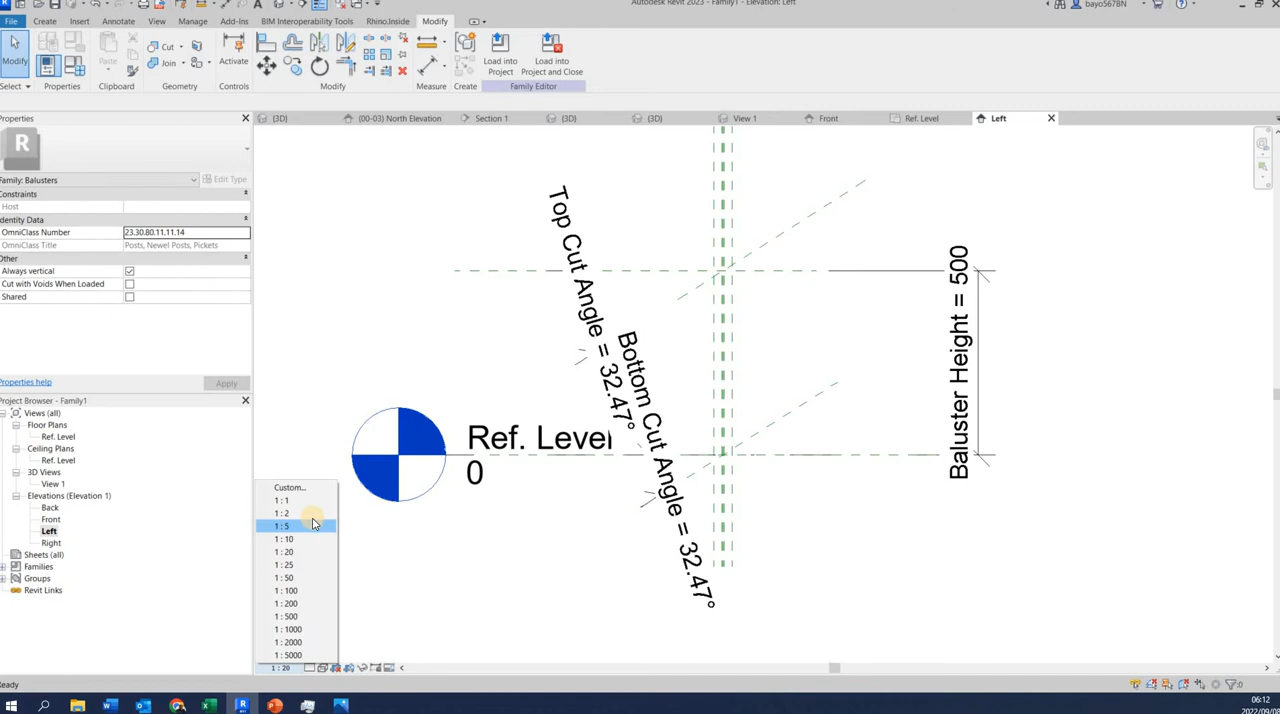 Autodesk Revit 2023 - Family1 - Elevation: Left
bayo567BN
File Create Insert Annotate View Manage Add-Ins BIM Interoperability Tools Rhino.Inside Modify
Modify
Paste
Cut
Join
Activate
Load into Project
Load into Project and Close
Select Properties Clipboard Geometry Controls Modify Measure Create Family Editor
Properties
{3D}
(00-03) North Elevation
Section 1
{3D}
{3D}
View 1
Front
Ref. Level
Left
R
Family: Balusters
Edit Type
Constraints
Host
Identity Data
OmniClass Number 23.30.80.11.11.14
OmniClass Title Posts, Newel Posts, Pickets
Other
Always vertical
Cut with Voids When Loaded
Shared
Properties help
Apply
Project Browser - Family1
Views (all)
Floor Plans
Ref. Level
Ceiling Plans
Ref. Level
3D Views
View 1
Elevations (Elevation 1)
Back
Front
Left
Right
Sheets (all)
Families
Groups
Revit Links
Top Cut Angle = 32.47°
Bottom Cut Angle = 32.47°
Baluster Height = 500
Ref. Level
0
Custom...
1 : 1
1 : 2
1 : 5
1 : 10
1 : 20
1 : 25
1 : 50
1 : 100
1 : 200
1 : 500
1 : 1000
1 : 2000
1 : 5000
1 : 20
Ready
:0
06:12
2022/09/08